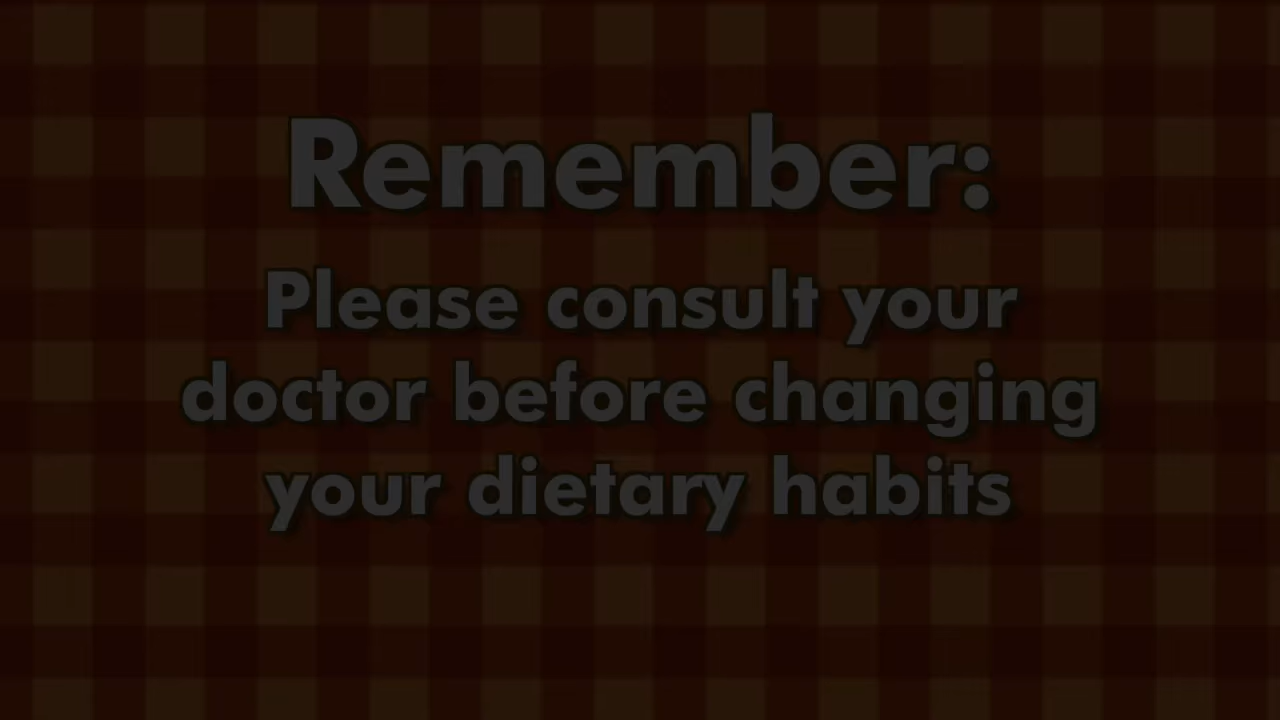 Remember:
Please consult your
doctor before changing
your dietary habits